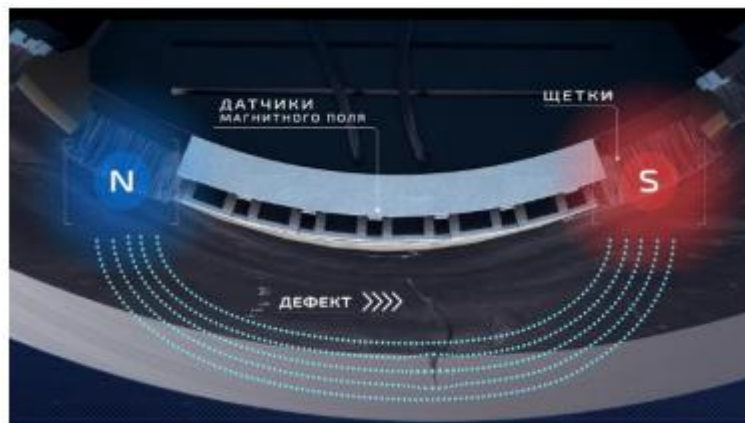 ДАТЧИКИ
МАГНИТНОГО ПОЛЯ
ЩЕТКИ
N
S
ДЕФЕКТ